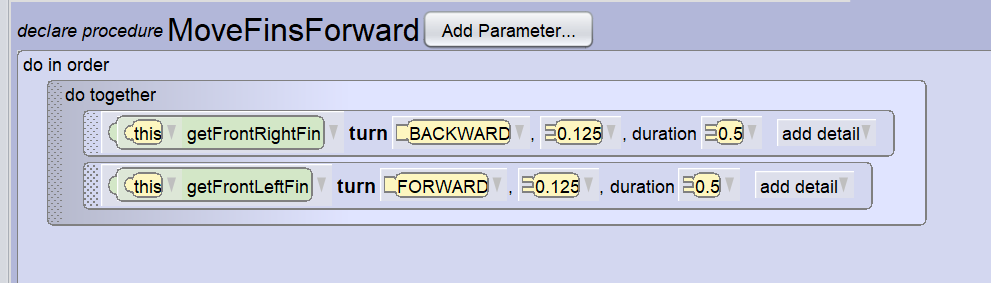 declare procedure MoveFinsForward Add Parameter...
do in order
do together
this getFrontRightFin turn BACKWARD , 0.125 , duration 0.5 add detail
this getFrontLeftFin turn FORWARD , 0.125 , duration 0.5 add detail